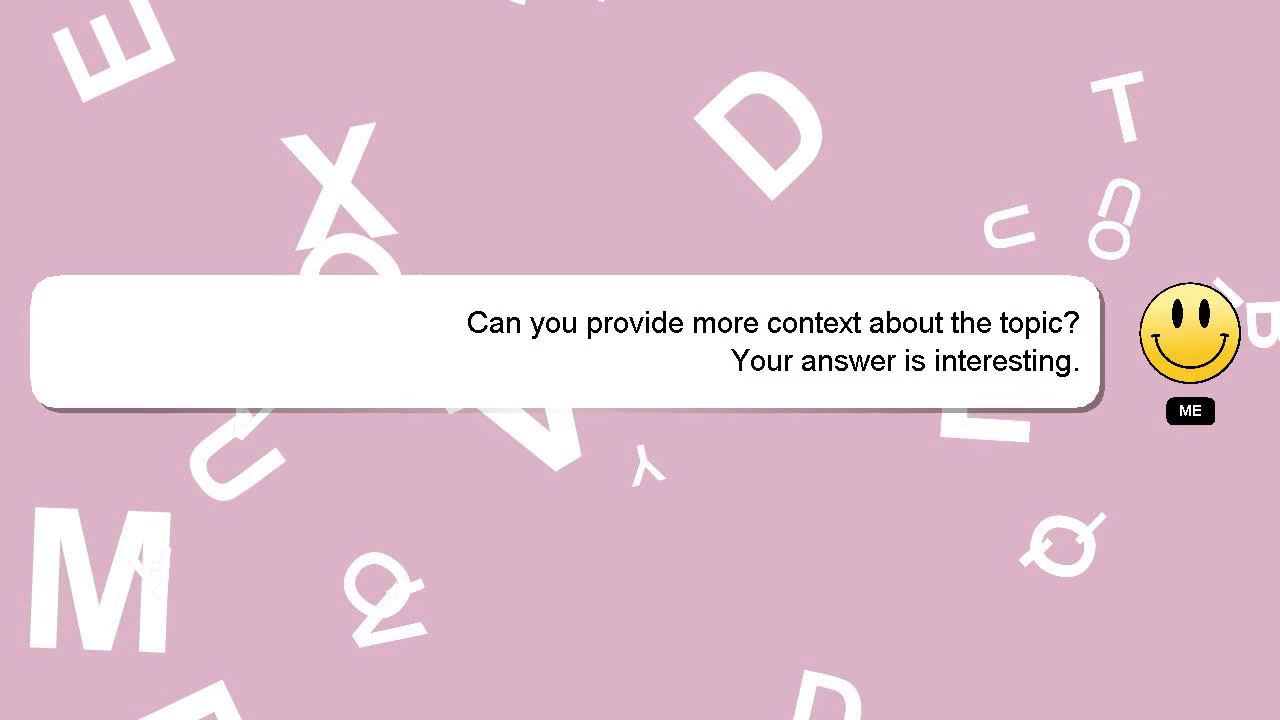 Can you provide more context about the topic?
Your answer is interesting.
ME
E
X
D
T
U
U
O
B
U
Y
M
Q
Q
D